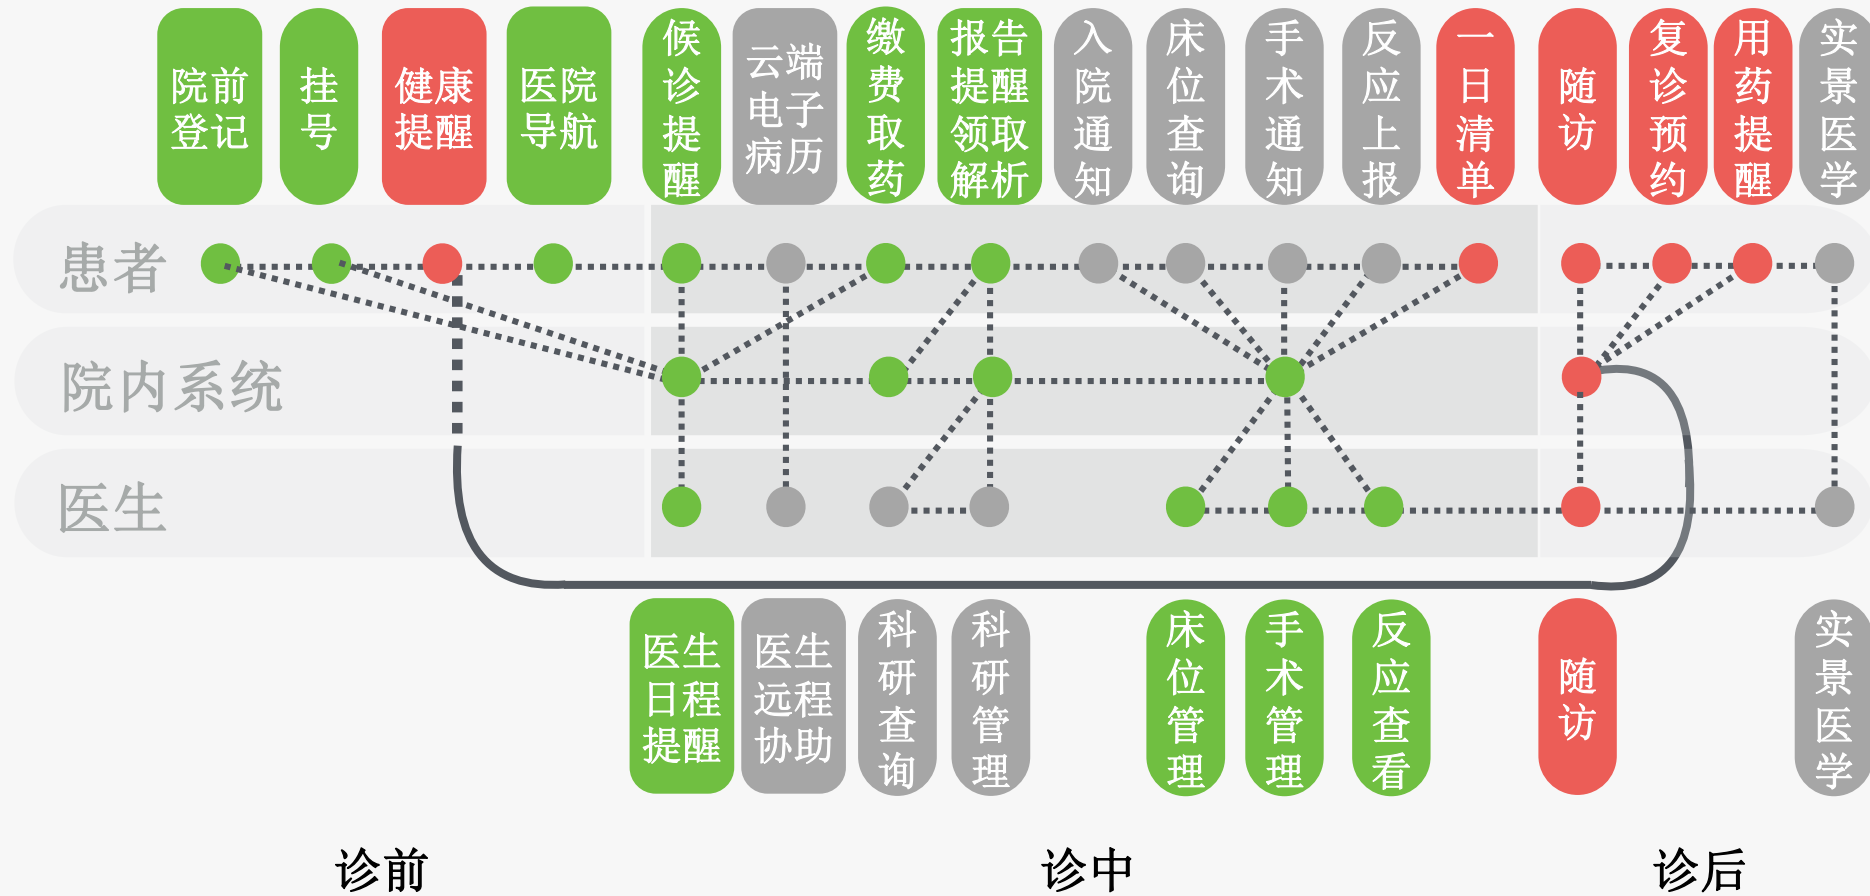 院前
登记
挂
号
健康
提醒
医院
导航
候
诊
提
醒
云端
电子
病历
缴
费
取
药
报告
提醒
领取
解析
入
院
通
知
床
位
查
询
手
术
通
知
反
应
上
报
一
日
清
单
随
访
复
诊
预
约
用
药
提
醒
实
景
医
学
患者
院内系统
医生
医生
日程
提醒
医生
远程
协助
科
研
查
询
科
研
管
理
床
位
管
理
手
术
管
理
反
应
查
看
随
访
实
景
医
学
诊前
诊中
诊后